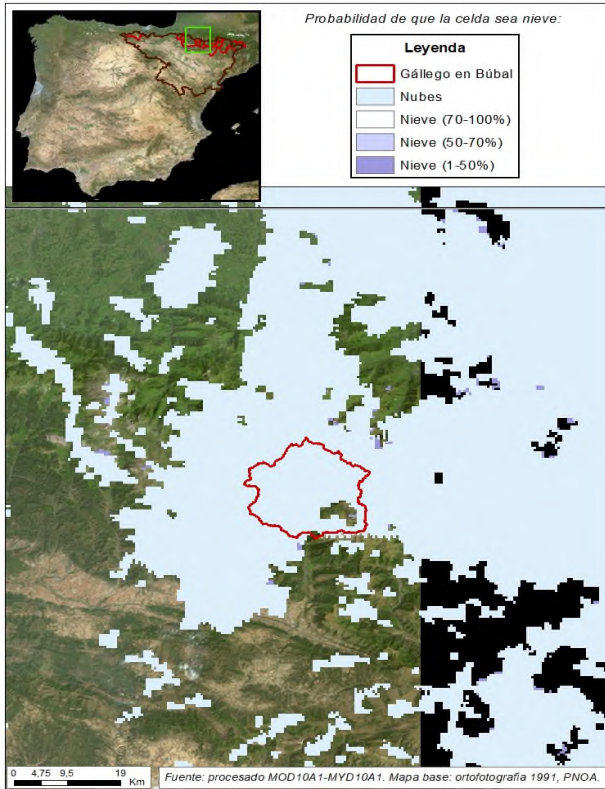 Probabilidad de que la celda sea nieve:
Leyenda
Gállego en Búbal
Nubes
Nieve (70-100%)
Nieve (50-70%)
Nieve (1-50%)
0 4,75 9,5 19
Km
Fuente: procesado MOD10A1-MYD10A1. Mapa base: ortofotografía 1991, PNOA.